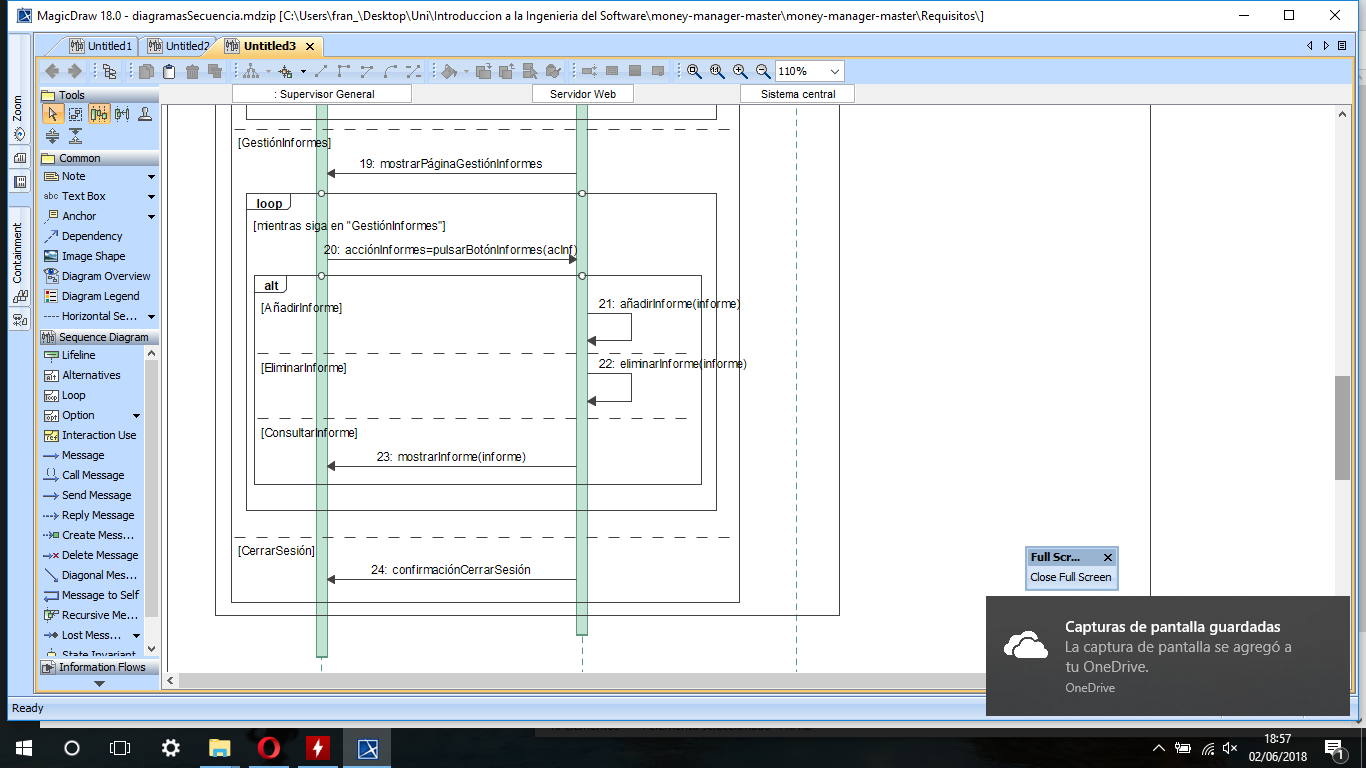 MagicDraw 18.0 - diagramasSecuencia.mdzip [C:\Users\fran_\Desktop\Uni\Introduccion a la Ingenieria del Software\money-manager-master\money-manager-master\Requisitos\]
Untitled1
Untitled2
Untitled3
110%
Zoom
Containment
Tools
Common
Note
abc Text Box
Anchor
Dependency
Image Shape
Diagram Overview
Diagram Legend
Horizontal Se...
Sequence Diagram
Lifeline
Alternatives
Loop
Option
Interaction Use
Message
Call Message
Send Message
Reply Message
Create Mess...
Delete Message
Diagonal Mes...
Message to Self
Recursive Me...
Lost Mess...
State Invariant
Information Flows
: Supervisor General
Servidor Web
Sistema central
[GestiónInformes]
19: mostrarPáginaGestiónInformes
loop
[mientras siga en "GestiónInformes"]
20: acciónInformes=pulsarBotónInformes(acInf)
alt
[AñadirInforme]
21: añadirInforme(informe)
[EliminarInforme]
22: eliminarInforme(informe)
[ConsultarInforme]
23: mostrarInforme(informe)
[CerrarSesión]
24: confirmaciónCerrarSesión
Full Scr...
Close Full Screen
Capturas de pantalla guardadas
La captura de pantalla se agregó a
tu OneDrive.
OneDrive
Ready
18:57
02/06/2018
1